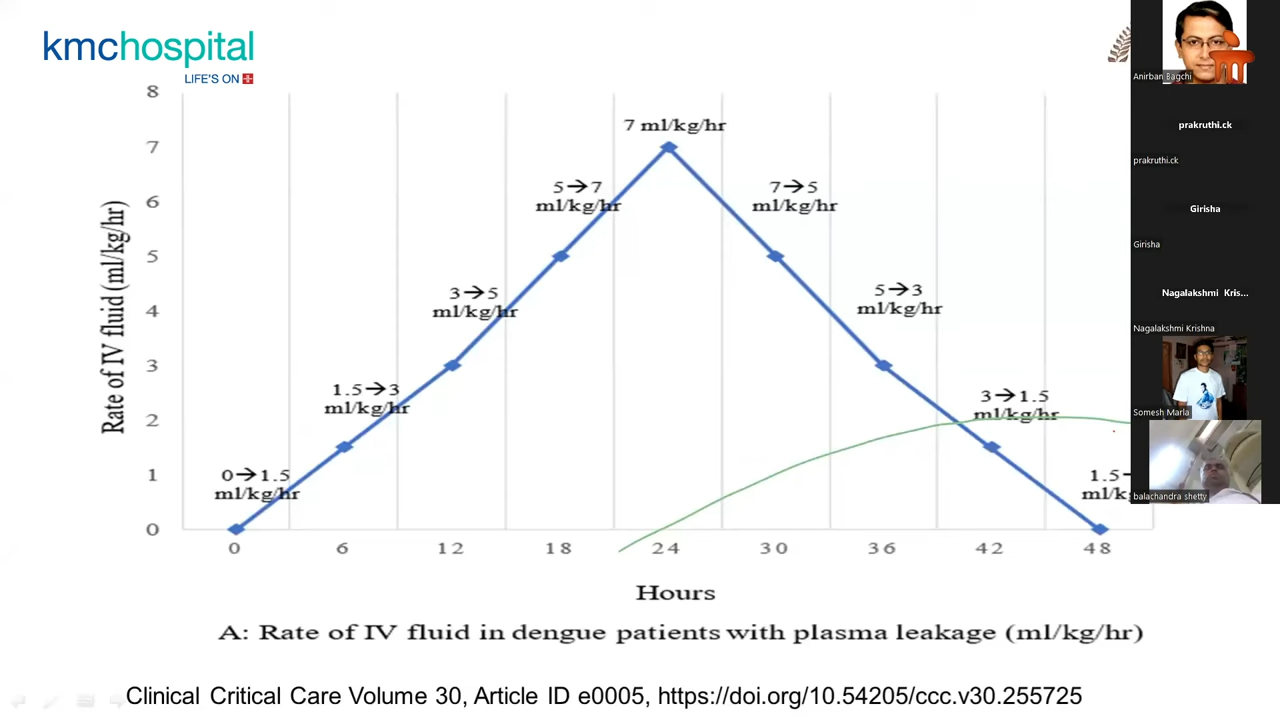 kmchospital
LIFE'S ON
8
7
6
5
4
3
2
1
0
Rate of IV fluid (ml/kg/hr)
0→1.5
ml/kg/hr
1.5→3
ml/kg/hr
3→5
ml/kg/hr
5→7
ml/kg/hr
7 ml/kg/hr
7→5
ml/kg/hr
5→3
ml/kg/hr
3→1.5
ml/kg/hr
1.5
0 6 12 18 24 30 36 42 48
Hours
A: Rate of IV fluid in dengue patients with plasma leakage (ml/kg/hr)
Clinical Critical Care Volume 30, Article ID e0005, https://doi.org/10.54205/ccc.v30.255725
Anirban Bagchi
prakruthi.ck
prakruthi.ck
Girisha
Girisha
Nagalakshmi Kris...
Nagalakshmi Krishna
Somesh Marla
balachandra shetty